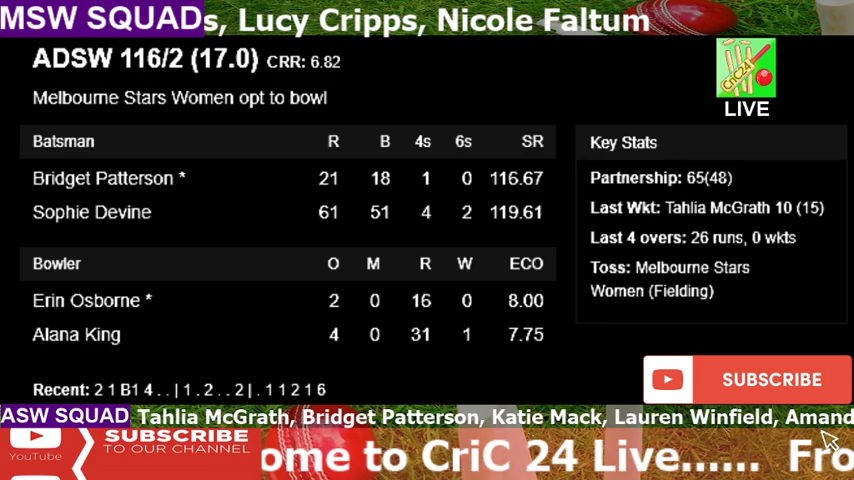 MSW SQUADs, Lucy Cripps, Nicole Faltum
ADSW 116/2 (17.0) CRR: 6.82
CriC24
LIVE
Melbourne Stars Women opt to bowl
Batsman R B 4s 6s SR
Bridget Patterson * 21 18 1 0 116.67
Sophie Devine 61 51 4 2 119.61
Bowler O M R W ECO
Erin Osborne * 2 0 16 0 8.00
Alana King 4 0 31 1 7.75
Key Stats
Partnership: 65(48)
Last Wkt: Tahlia McGrath 10 (15)
Last 4 overs: 26 runs, 0 wkts
Toss: Melbourne Stars
Women (Fielding)
Recent: 2 1 B1 4 . . | 1 . 2 . . 2 | . 1 1 2 1 6
SUBSCRIBE
ASW SQUAD Tahlia McGrath, Bridget Patterson, Katie Mack, Lauren Winfield, Amand
YouTube
SUBSCRIBE
TO OUR CHANNEL
ome to CriC 24 Live...... Fro